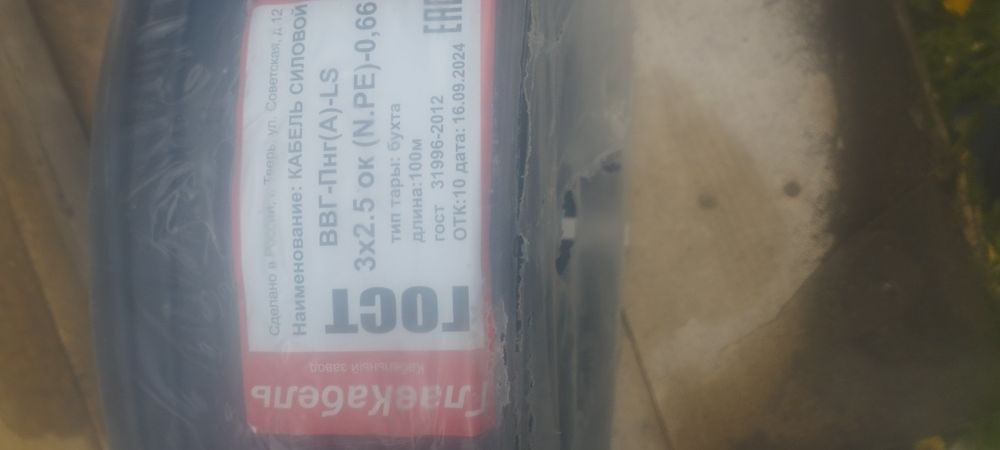 ГлавКабель
Кабельный завод
ГОСТ
Сделано в России, г. Тверь, ул. Советская, д.12
Наименование: КАБЕЛЬ СИЛОВОЙ
ВВГ-Пнг(А)-LS
3х2.5 ок (N.PE)-0,66
тип тары: бухта
длина:100м
гост 31996-2012
ОТК:10 дата: 16.09.2024
ЕАС